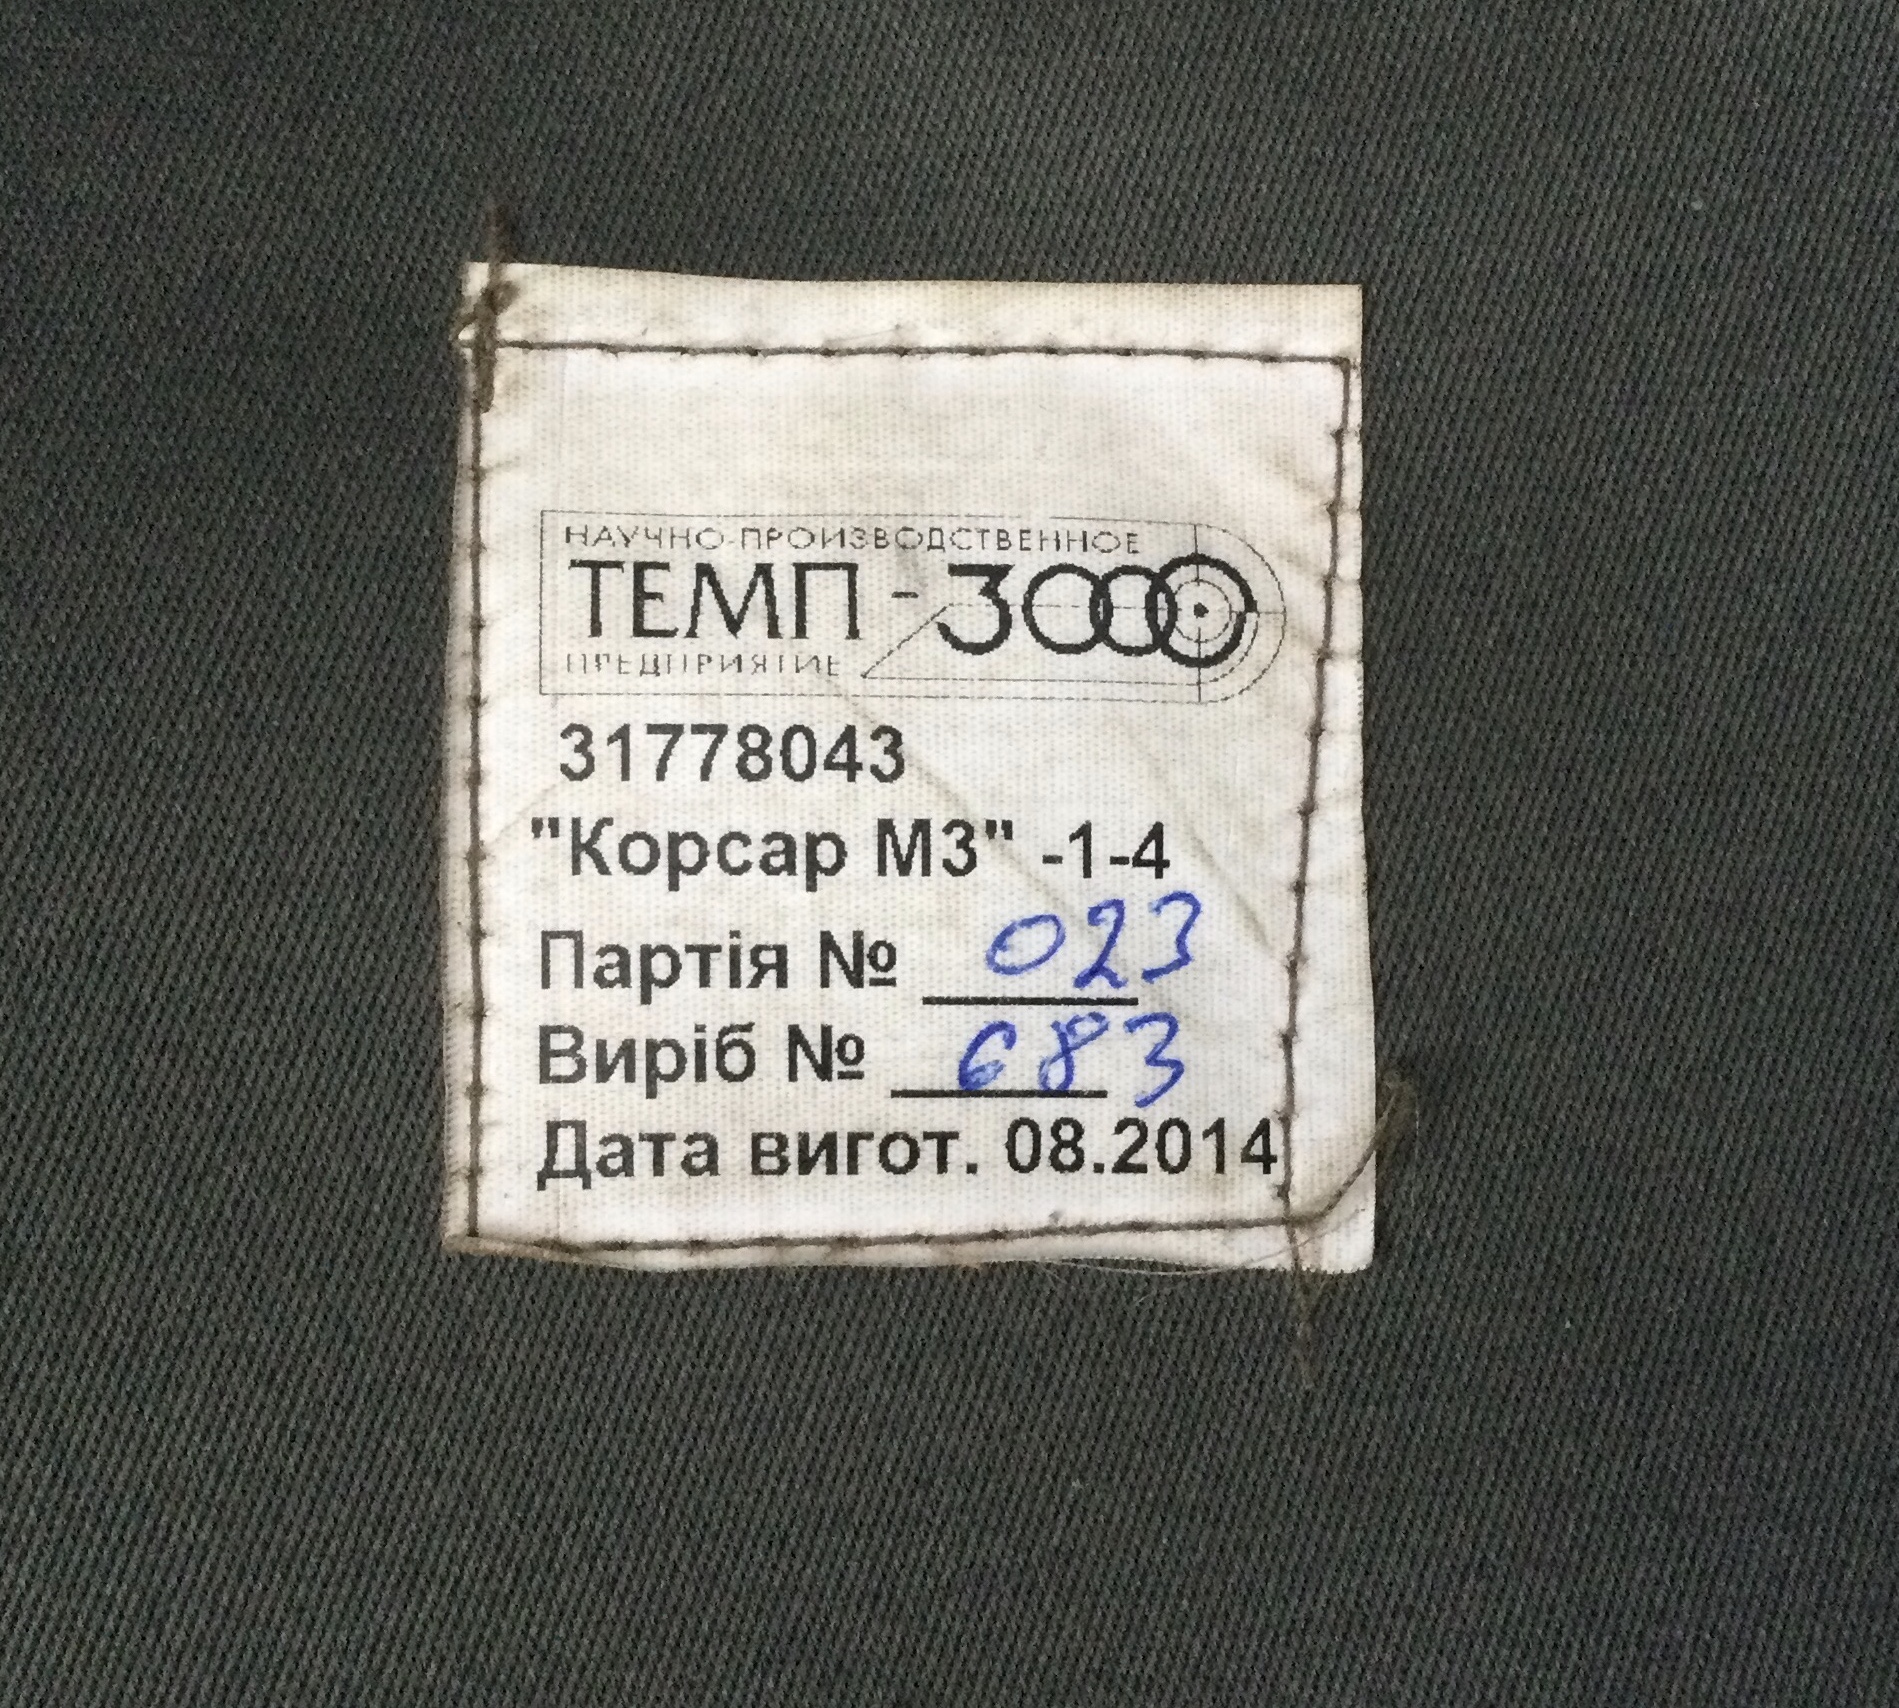 НАУЧНО-ПРОИЗВОДСТВЕННОЕ
ТЕМП-3000
ПРЕДПРИЯТИЕ
31778043
"Корсар М3" -1-4
Партія № 023
Виріб № 683
Дата вигот. 08.2014